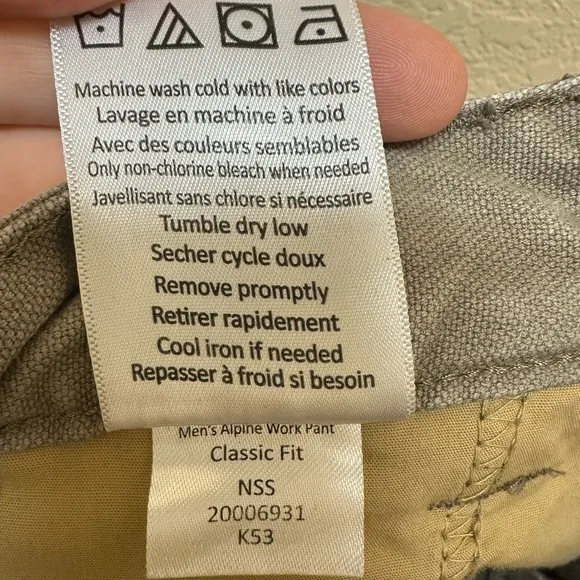 Machine wash cold with like colors
Lavage en machine à froid
Avec des couleurs semblables
Only non-chlorine bleach when needed
Javellisant sans chlore si nécessaire
Tumble dry low
Secher cycle doux
Remove promptly
Retirer rapidement
Cool iron if needed
Repasser à froid si besoin
Men's Alpine Work Pant
Classic Fit
NSS
20006931
K53